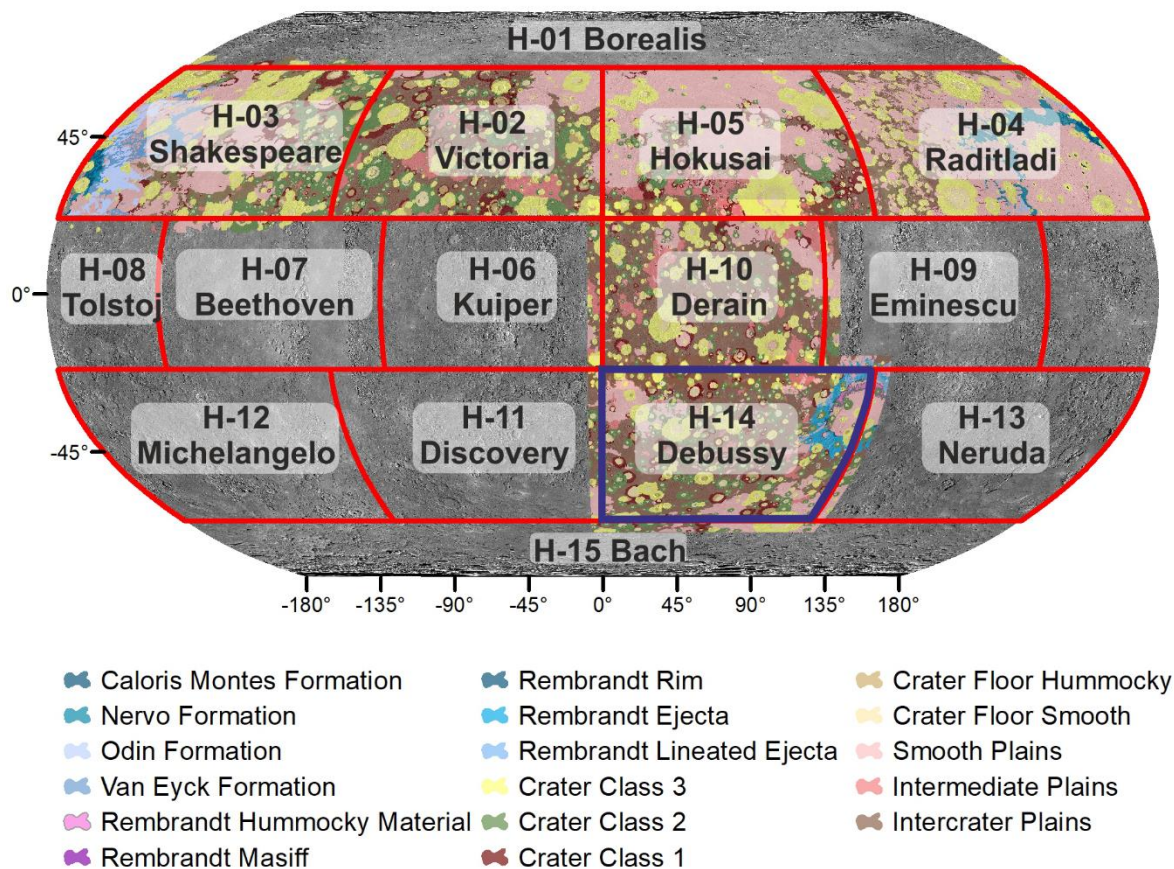 H-01 Borealis
H-03
Shakespeare
H-02
Victoria
H-05
Hokusai
H-04
Raditladi
45°
H-08
Tolstoj
H-07
Beethoven
H-06
Kuiper
H-10
Derain
H-09
Eminescu
0°
H-12
Michelangelo
H-11
Discovery
H-14
Debussy
H-13
Neruda
-45°
H-15 Bach
-180° -135° -90° -45° 0° 45° 90° 135° 180°
Caloris Montes Formation
Nervo Formation
Odin Formation
Van Eyck Formation
Rembrandt Hummocky Material
Rembrandt Masiff
Rembrandt Rim
Rembrandt Ejecta
Rembrandt Lineated Ejecta
Crater Class 3
Crater Class 2
Crater Class 1
Crater Floor Hummocky
Crater Floor Smooth
Smooth Plains
Intermediate Plains
Intercrater Plains